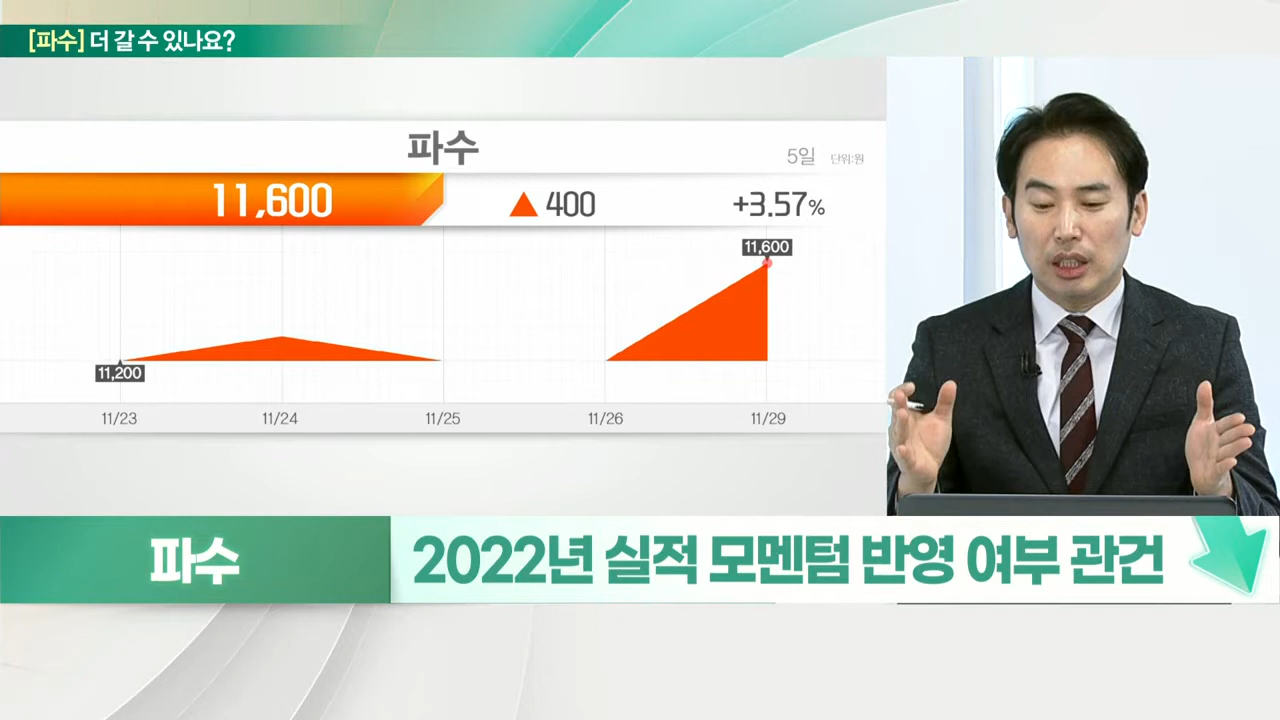 [파수] 더 갈 수 있나요?
파수
5일 단위:원
11,600 ▲ 400 +3.57%
11,600
11,200
11/23 11/24 11/25 11/26 11/29
파수 2022년 실적 모멘텀 반영 여부 관건